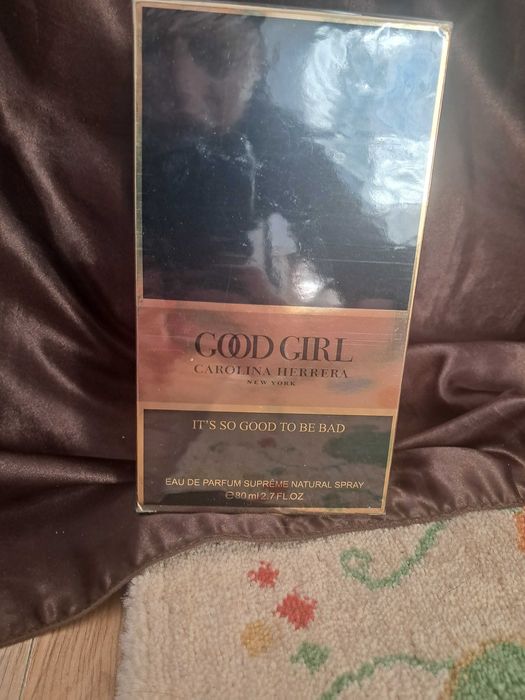 GOOD GIRL
CAROLINA HERRERA
NEW YORK
IT'S SO GOOD TO BE BAD
EAU DE PARFUM SUPRÊME NATURAL SPRAY
℮80 ml 2.7 FL.OZ